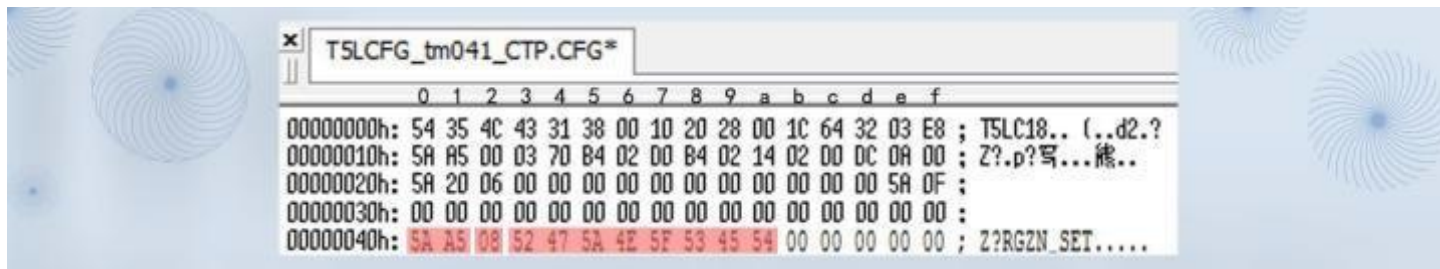 T5LCFG_tm041_CTP.CFG*
0 1 2 3 4 5 6 7 8 9 a b c d e f
00000000h: 54 35 4C 43 31 38 00 10 20 28 00 1C 64 32 03 E8 ; T5LC18.. (..d2.?
00000010h: 5A A5 00 03 70 B4 02 00 B4 02 14 02 00 DC 0A 00 ; Z?.p?写...熊..
00000020h: 5A 20 06 00 00 00 00 00 00 00 00 00 00 00 5A 0F ;
00000030h: 00 00 00 00 00 00 00 00 00 00 00 00 00 00 00 00 :
00000040h: 5A A5 08 52 47 5A 4E 5F 53 45 54 00 00 00 00 00 ; Z?RGZN_SET.....